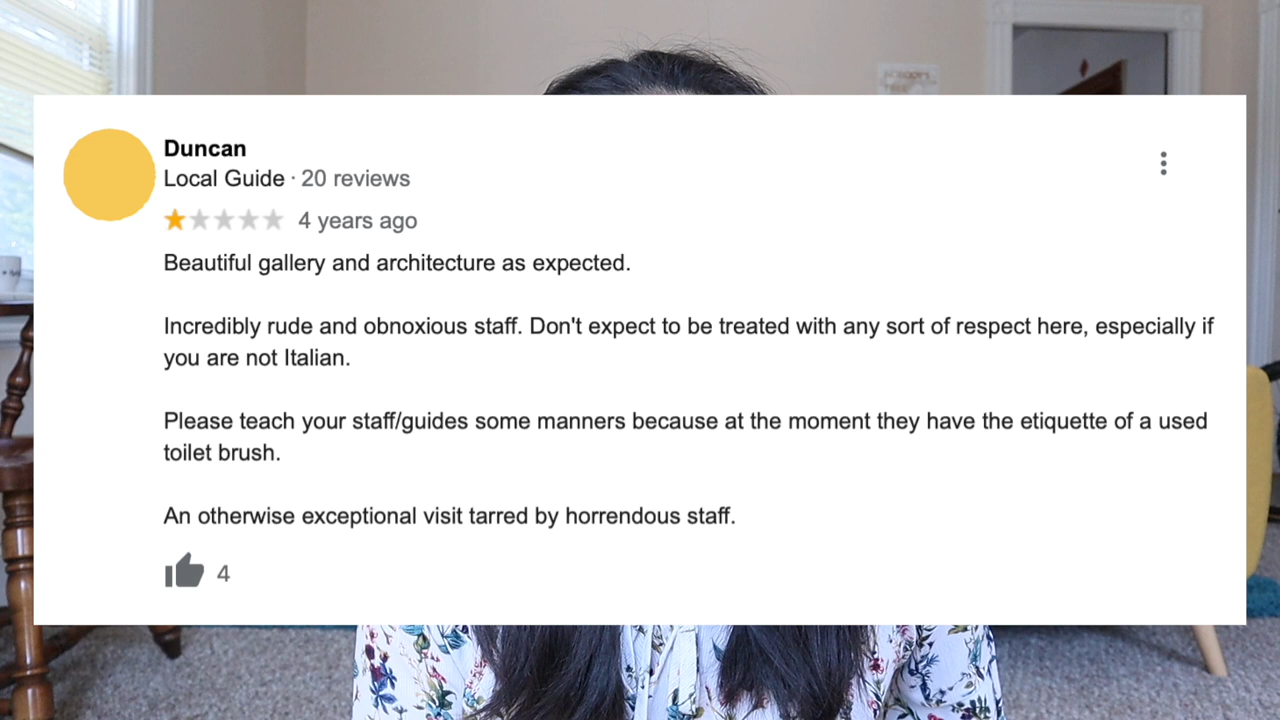 Duncan
Local Guide · 20 reviews
4 years ago
Beautiful gallery and architecture as expected.
Incredibly rude and obnoxious staff. Don't expect to be treated with any sort of respect here, especially if
you are not Italian.
Please teach your staff/guides some manners because at the moment they have the etiquette of a used
toilet brush.
An otherwise exceptional visit tarred by horrendous staff.
4